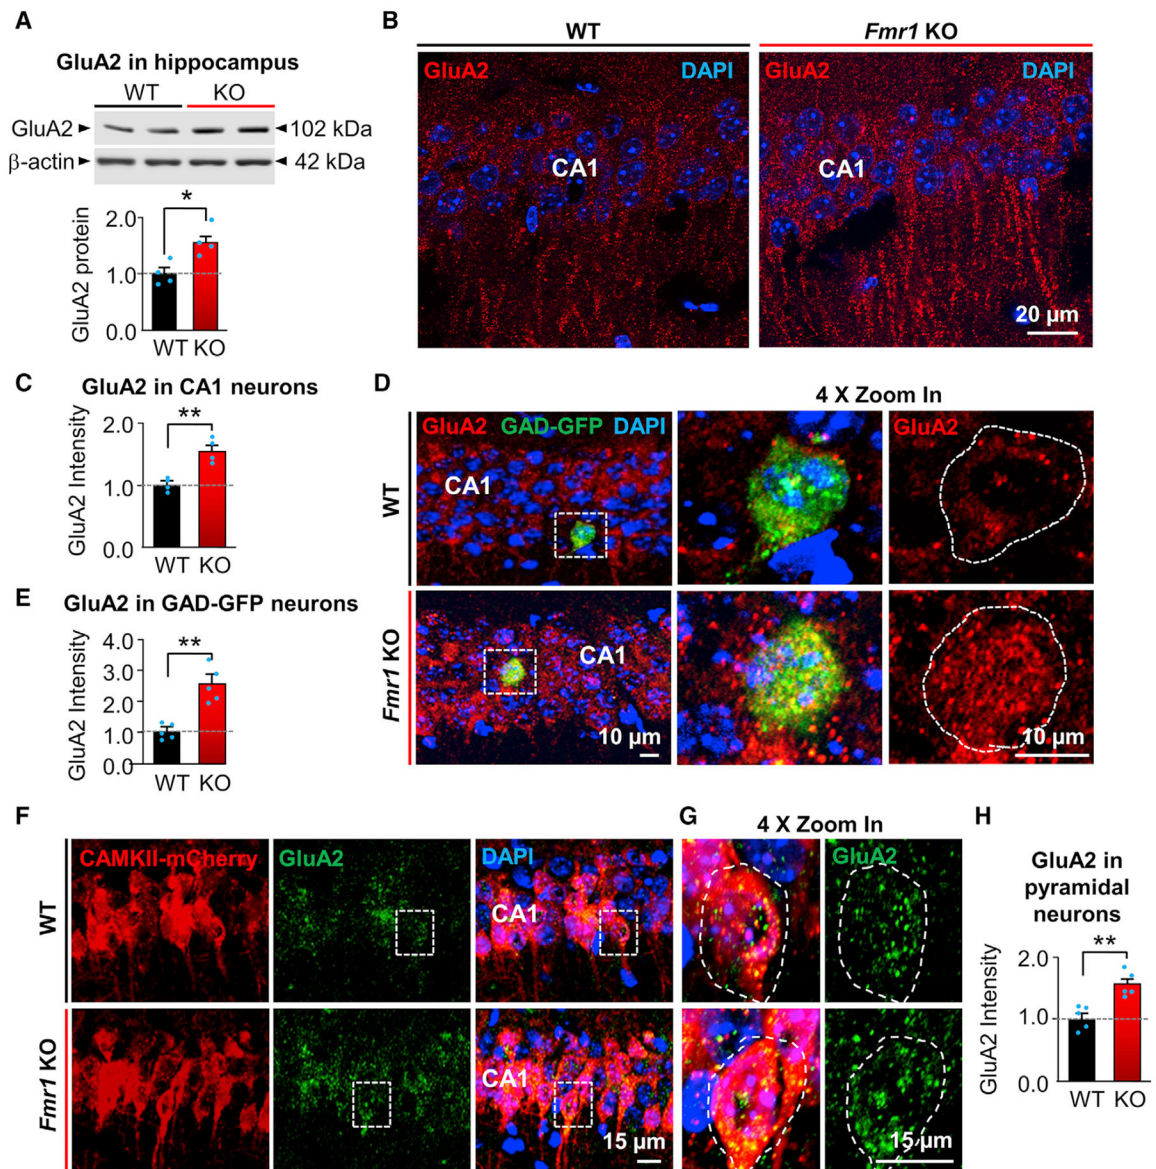 A
GluA2 in hippocampus
WT KO
GluA2 102 kDa
β-actin 42 kDa
*
GluA2 protein
2.0
1.0
0.0
WT KO
B
WT
Fmr1 KO
GluA2 DAPI
CA1
GluA2 DAPI
CA1
20 µm
C
GluA2 in CA1 neurons
**
GluA2 Intensity
2.0
1.0
0.0
WT KO
D
4 X Zoom In
WT
GluA2 GAD-GFP DAPI
CA1
GluA2
Fmr1 KO
CA1
10 µm
10 µm
E
GluA2 in GAD-GFP neurons
**
GluA2 Intensity
4.0
3.0
2.0
1.0
0.0
WT KO
F
WT
CAMKII-mCherry
GluA2
DAPI
CA1
Fmr1 KO
CA1
15 µm
G
4 X Zoom In
GluA2
15 µm
H
GluA2 in
pyramidal
neurons
**
GluA2 Intensity
2.0
1.0
0.0
WT KO